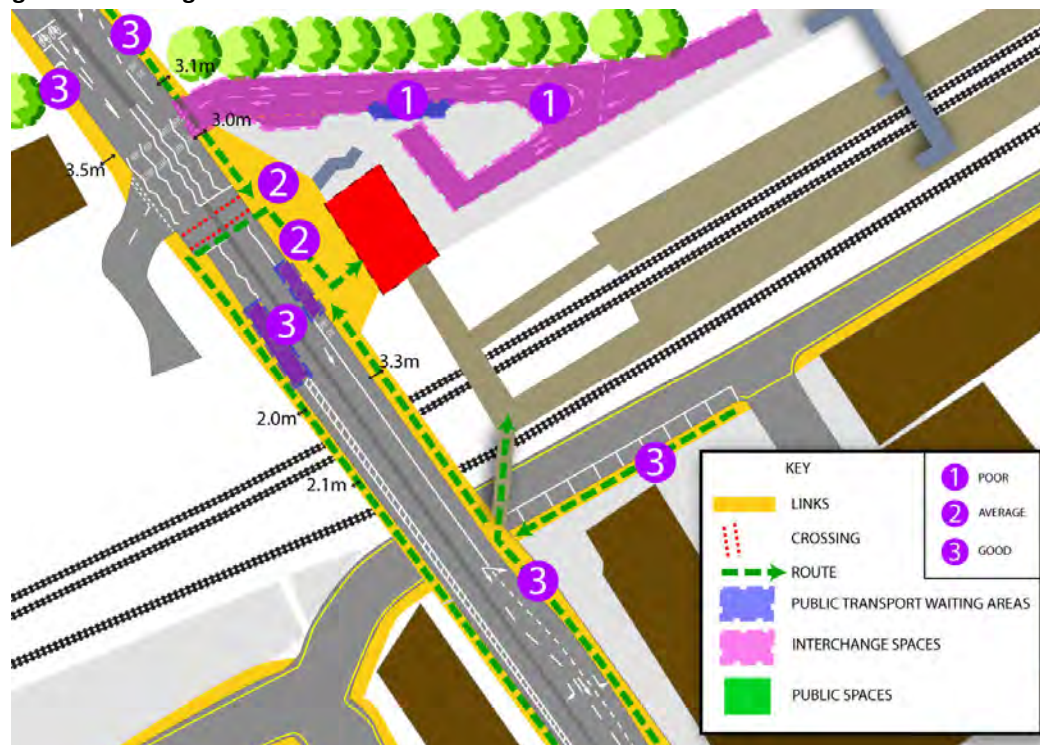 3
3.1m
3
1
1
3.0m
3.5m
2
2
3
3.3m
2.0m
2.1m
3
3
KEY
LINKS
CROSSING
ROUTE
PUBLIC TRANSPORT WAITING AREAS
INTERCHANGE SPACES
PUBLIC SPACES
1 POOR
2 AVERAGE
3 GOOD